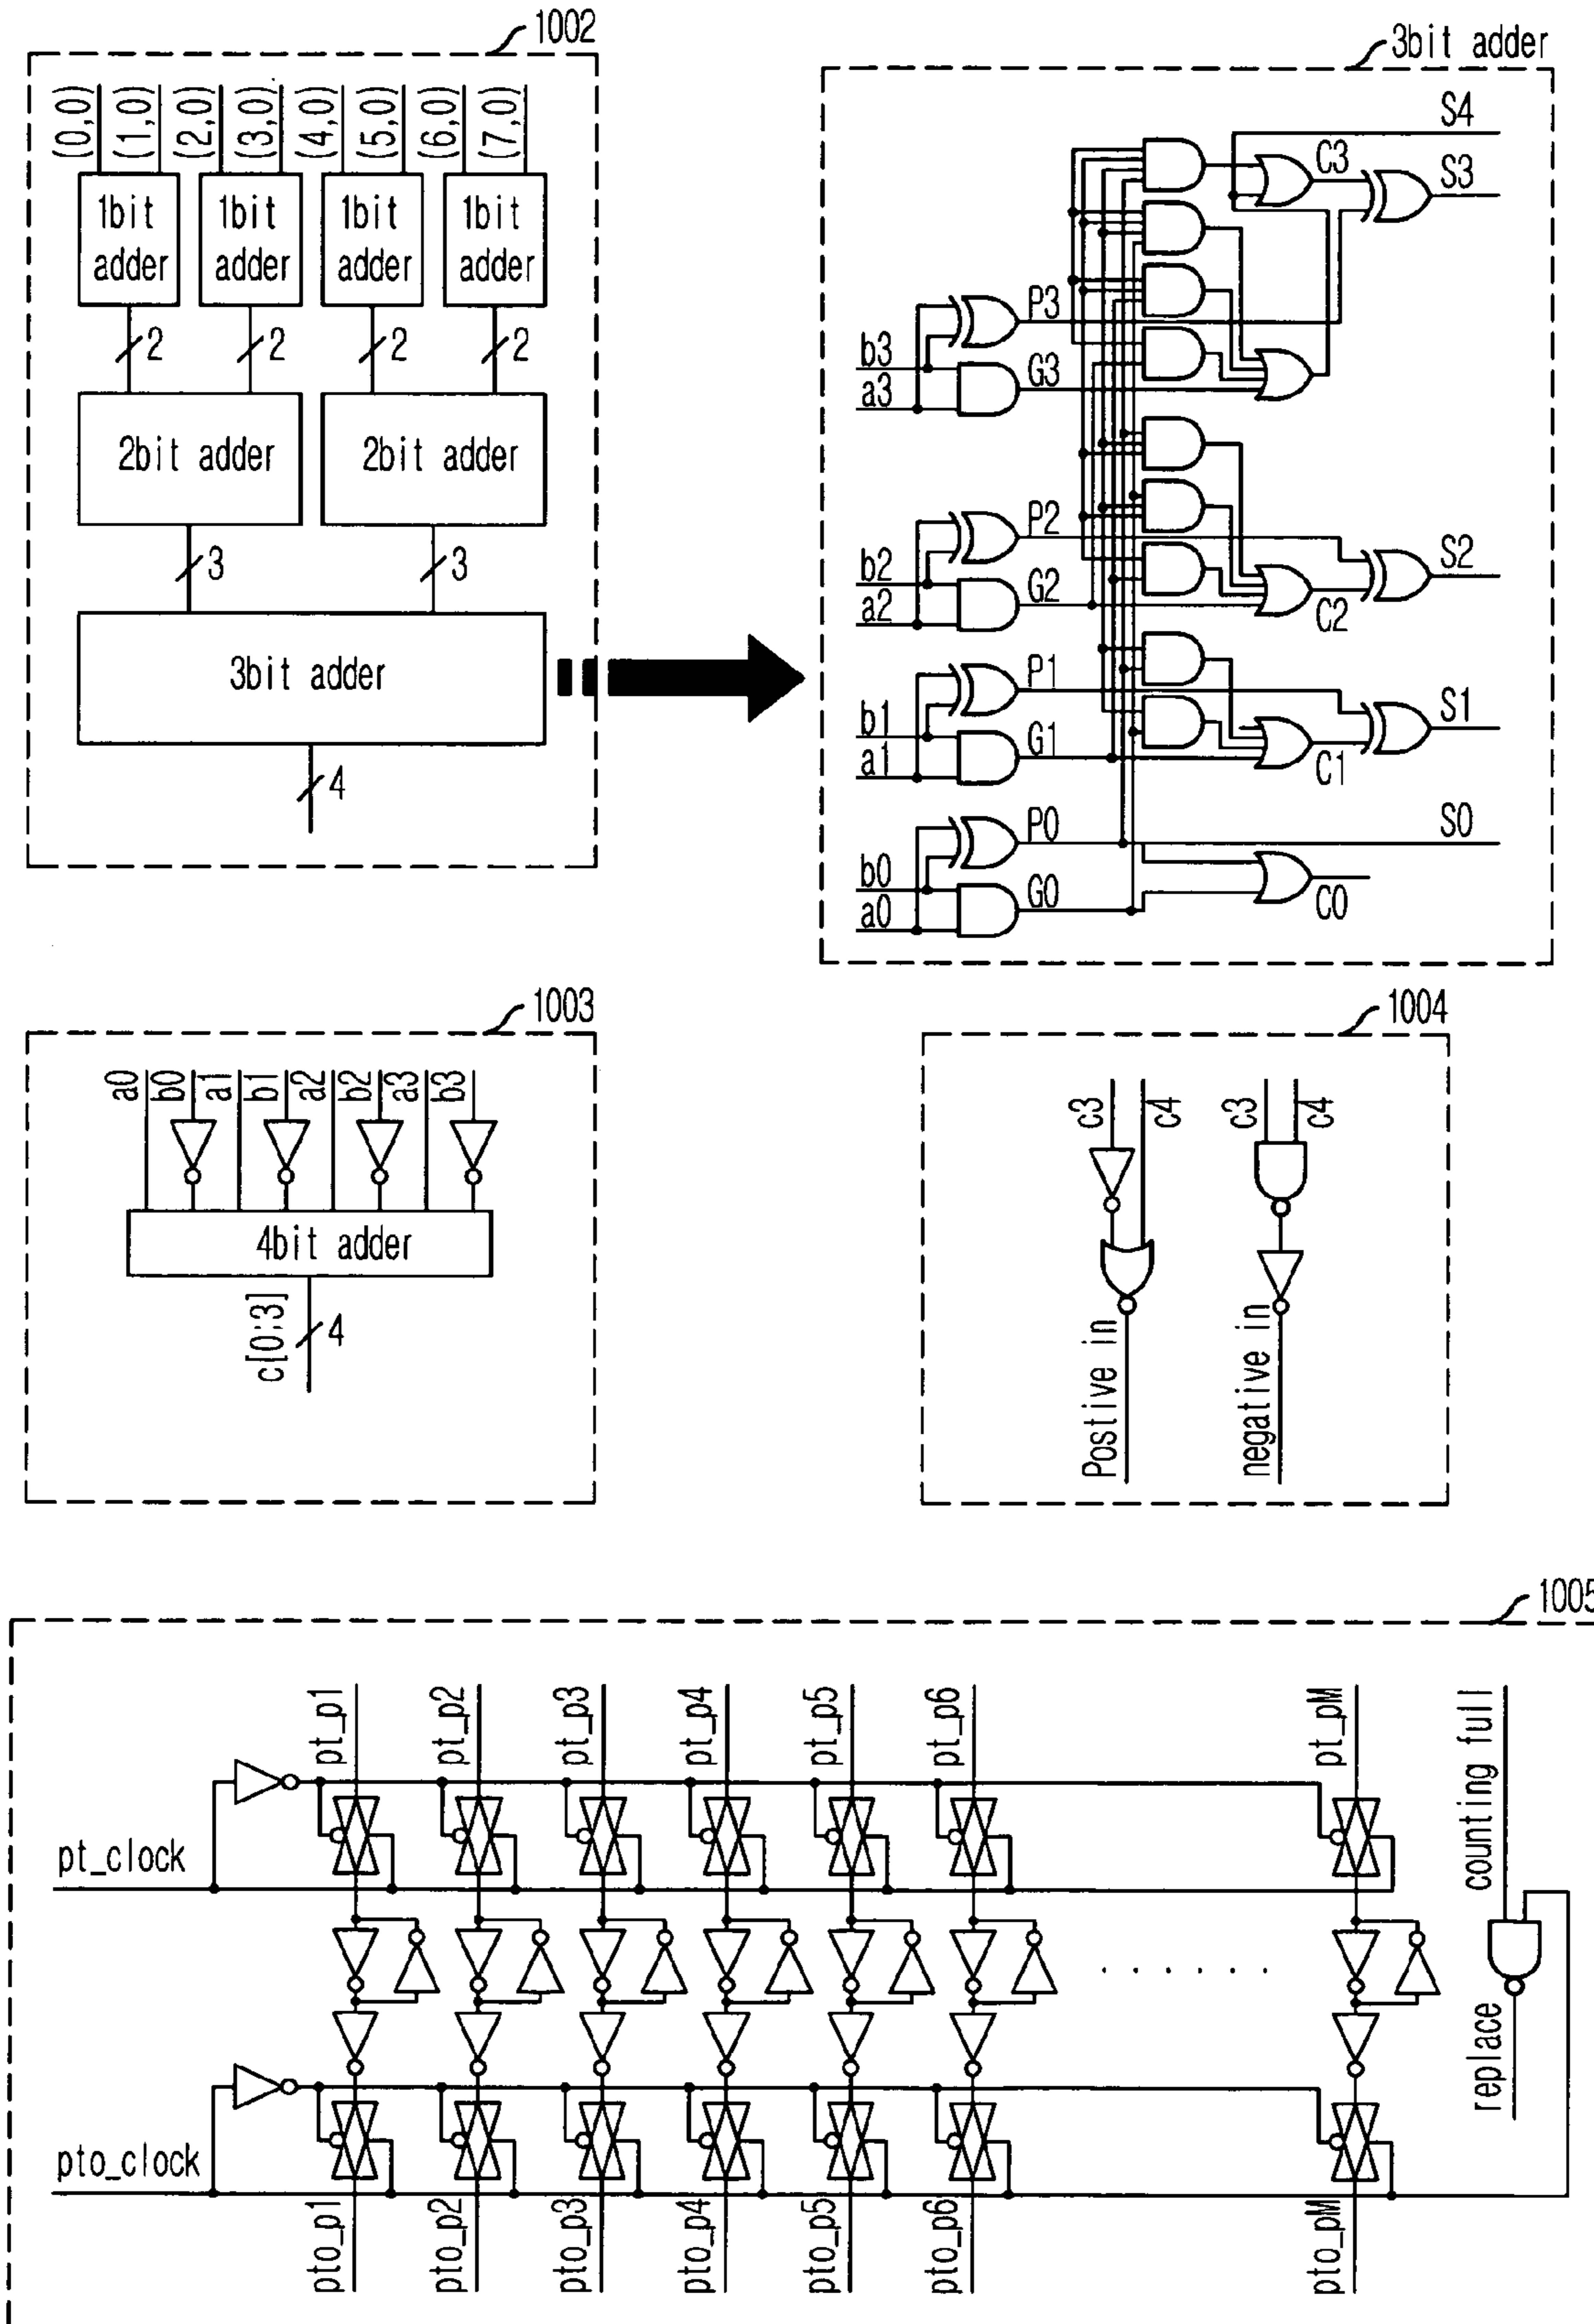 1002
(0,0)
(1,0)
(2,0)
(3,0)
(4,0)
(5,0)
(6,0)
(7,0)
1bit adder
1bit adder
1bit adder
1bit adder
2
2
2
2
2bit adder
2bit adder
3
3
3bit adder
4
3bit adder
S4
C3
S3
P3
b3
G3
a3
P2
S2
b2
G2
a2
C2
P1
S1
b1
G1
a1
C1
P0
S0
b0
G0
a0
C0
1003
a0
b0
a1
b1
a2
b2
a3
b3
4bit adder
c[0:3]
4
1004
c3
c4
c3
c4
Postive in
negative in
1005
pt_p1
pt_p2
pt_p3
pt_p4
pt_p5
pt_p6
pt_pM
counting full
pt_clock
. . . . . . .
replace
pto_clock
pto_p1
pto_p2
pto_p3
pto_p4
pto_p5
pto_p6
pto_pM